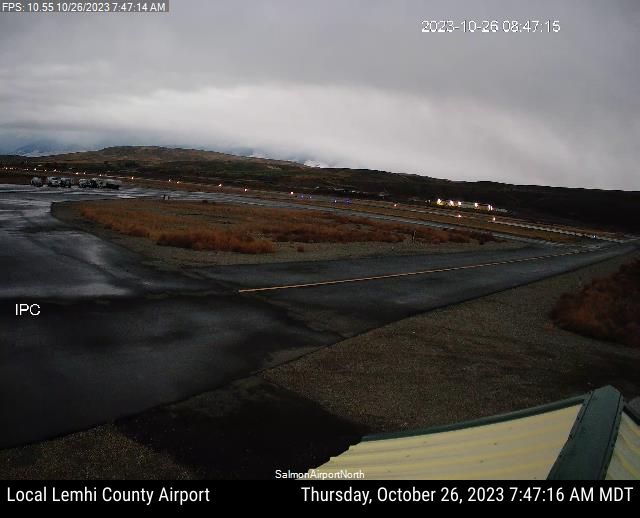 FPS: 10.55 10/26/2023 7:47:14 AM
2023-10-26 08:47:15
IPC
SalmonAirportNorth
Local Lemhi County Airport
Thursday, October 26, 2023 7:47:16 AM MDT